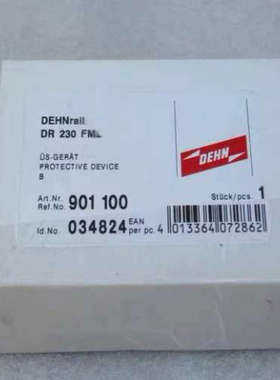 DEHNrail
DR 230 FML
DEHN
ÜS-GERÄT
PROTECTIVE DEVICE
B
Art.Nr.
Ref.No. 901 100
Stück/pcs. 1
Id.No. 034824
EAN
per pc. 4 013364 072862